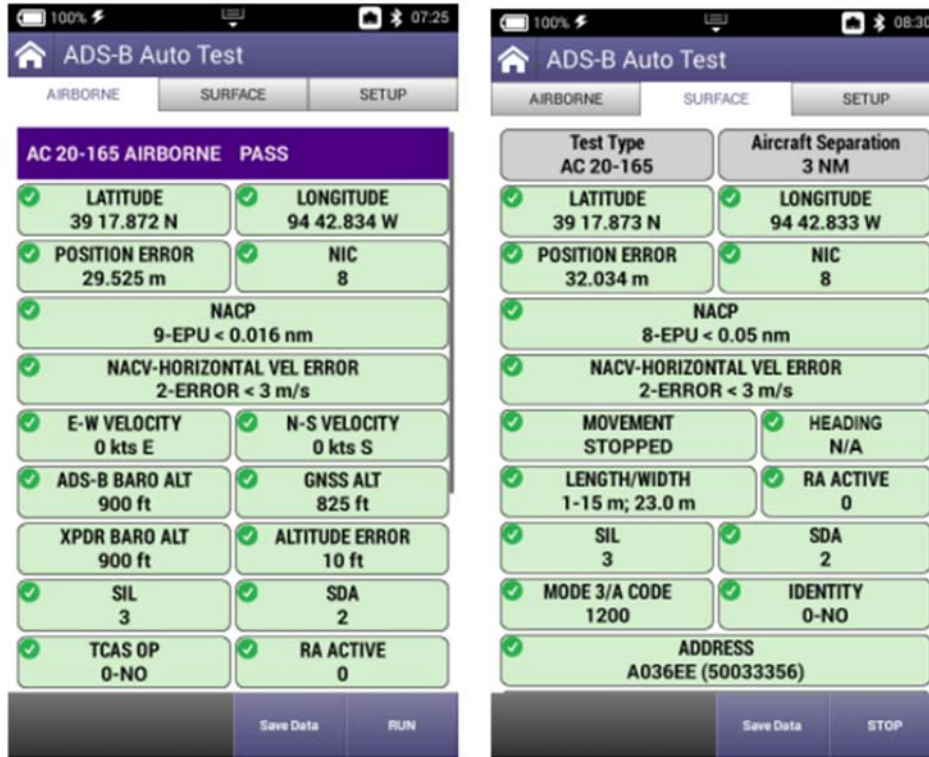 100%
07:25
ADS-B Auto Test
AIRBORNE SURFACE SETUP
AC 20-165 AIRBORNE PASS
LATITUDE LONGITUDE
39 17.872 N 94 42.834 W
POSITION ERROR NIC
29.525 m 8
NACP
9-EPU < 0.016 nm
NACV-HORIZONTAL VEL ERROR
2-ERROR < 3 m/s
E-W VELOCITY N-S VELOCITY
0 kts E 0 kts S
ADS-B BARO ALT GNSS ALT
900 ft 825 ft
XPDR BARO ALT ALTITUDE ERROR
900 ft 10 ft
SIL SDA
3 2
TCAS OP RA ACTIVE
0-NO 0
Save Data RUN
100%
08:30
ADS-B Auto Test
AIRBORNE SURFACE SETUP
Test Type Aircraft Separation
AC 20-165 3 NM
LATITUDE LONGITUDE
39 17.873 N 94 42.833 W
POSITION ERROR NIC
32.034 m 8
NACP
8-EPU < 0.05 nm
NACV-HORIZONTAL VEL ERROR
2-ERROR < 3 m/s
MOVEMENT HEADING
STOPPED N/A
LENGTH/WIDTH RA ACTIVE
1-15 m; 23.0 m 0
SIL SDA
3 2
MODE 3/A CODE IDENTITY
1200 0-NO
ADDRESS
A036EE (50033356)
Save Data STOP